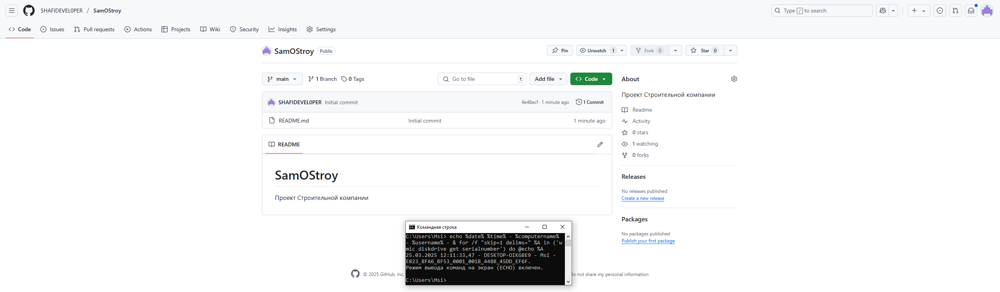 SHAFIDEVEL0PER / SamOStroy
Type / to search
Code Issues Pull requests Actions Projects Wiki Security Insights Settings
SamOStroy Public
Pin Unwatch 1 Fork 0 Star 0
main 1 Branch 0 Tags
Go to file t Add file Code
SHAFIDEVEL0PER Initial commit 6e48ecf · 1 minute ago 1 Commit
README.md Initial commit 1 minute ago
README
SamOStroy
Проект Строительной компании
About
Проект Строительной компании
Readme
Activity
0 stars
1 watching
0 forks
Releases
No releases published
Create a new release
Packages
No packages published
Publish your first package
Командная строка
C:\Users\Msi> echo %date% %time% - %computername%
- %username% - & for /f "skip=1 delims=" %A in ('w
mic diskdrive get serialnumber') do @echo %A
25.03.2025 12:11:33,47 - DESKTOP-OIKG8E9 - Msi -
E823_8FA6_BF53_0001_001B_448B_45DD_EF6F.
Режим вывода команд на экран (ECHO) включен.
C:\Users\Msi>
© 2025 GitHub, Inc.
Do not share my personal information